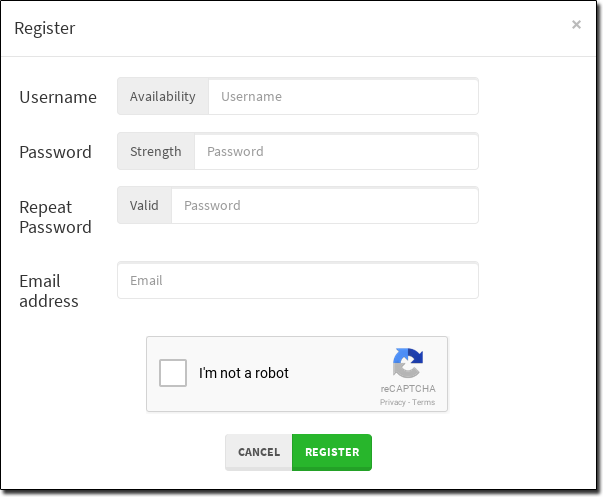 Register ×
Username Availability Username
Password Strength Password
Repeat Password Valid Password
Email address Email
I'm not a robot
reCAPTCHA
Privacy - Terms
CANCEL REGISTER